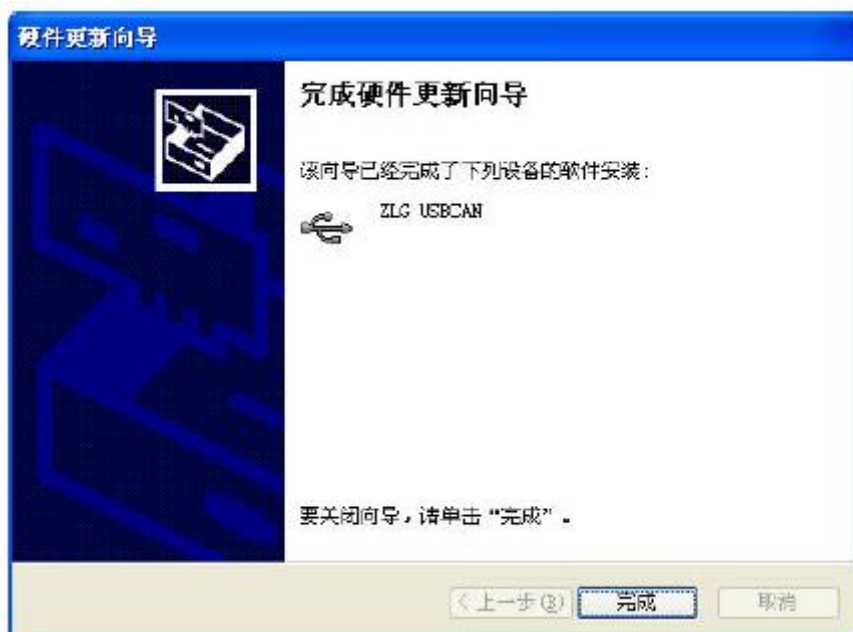 硬件更新向导
完成硬件更新向导
该向导已经完成了下列设备的软件安装：
ZLG USBCAN
要关闭向导，请单击“完成”。
< 上一步(B)
完成
取消